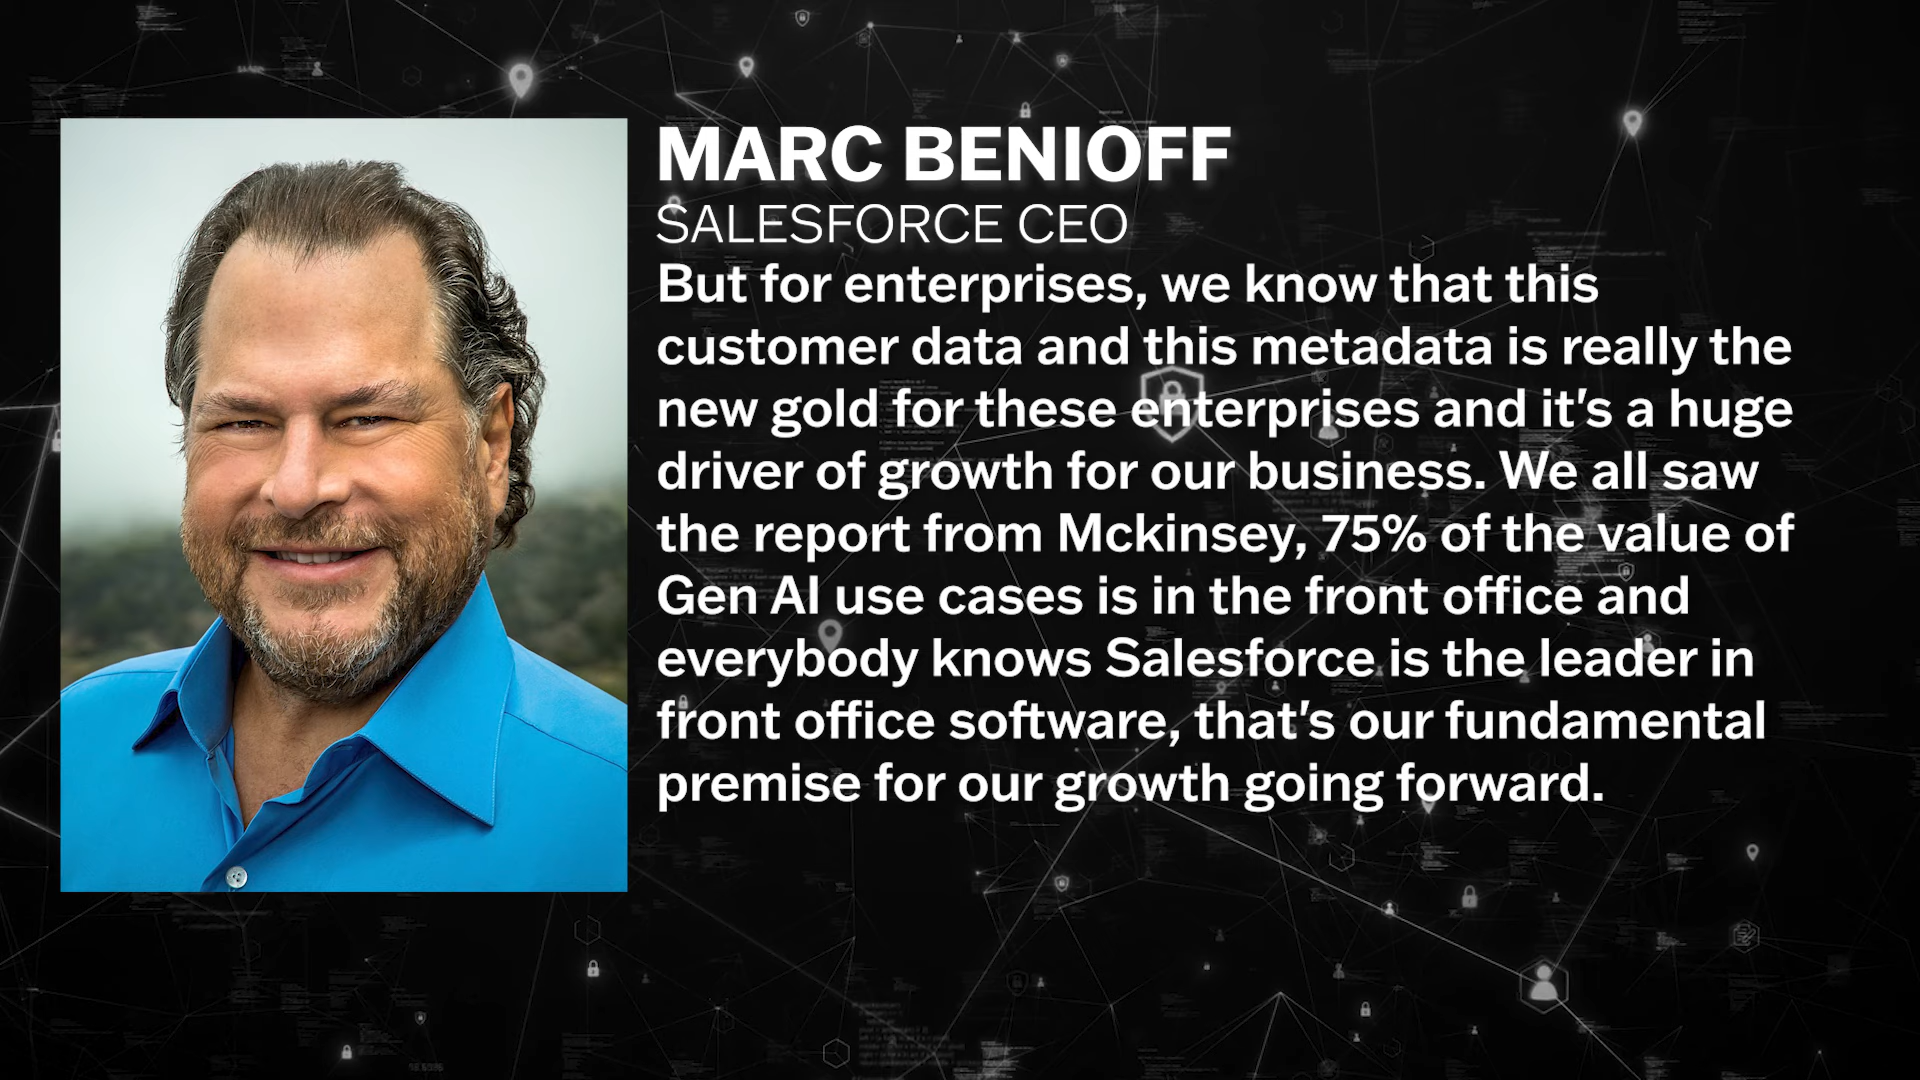 MARC BENIOFF
SALESFORCE CEO
But for enterprises, we know that this
customer data and this metadata is really the
new gold for these enterprises and it's a huge
driver of growth for our business. We all saw
the report from Mckinsey, 75% of the value of
Gen AI use cases is in the front office and
everybody knows Salesforce is the leader in
front office software, that's our fundamental
premise for our growth going forward.